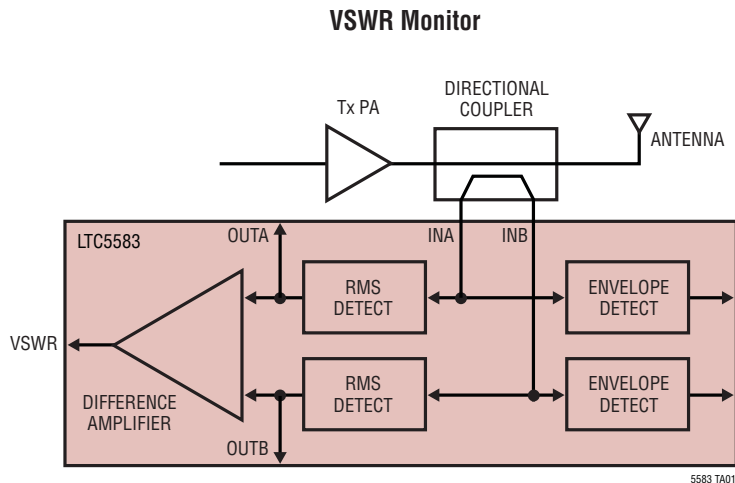 VSWR Monitor
DIRECTIONAL
COUPLER
Tx PA
ANTENNA
LTC5583
OUTA
INA
INB
RMS
DETECT
ENVELOPE
DETECT
VSWR
RMS
DETECT
ENVELOPE
DETECT
DIFFERENCE
AMPLIFIER
OUTB
5583 TA01